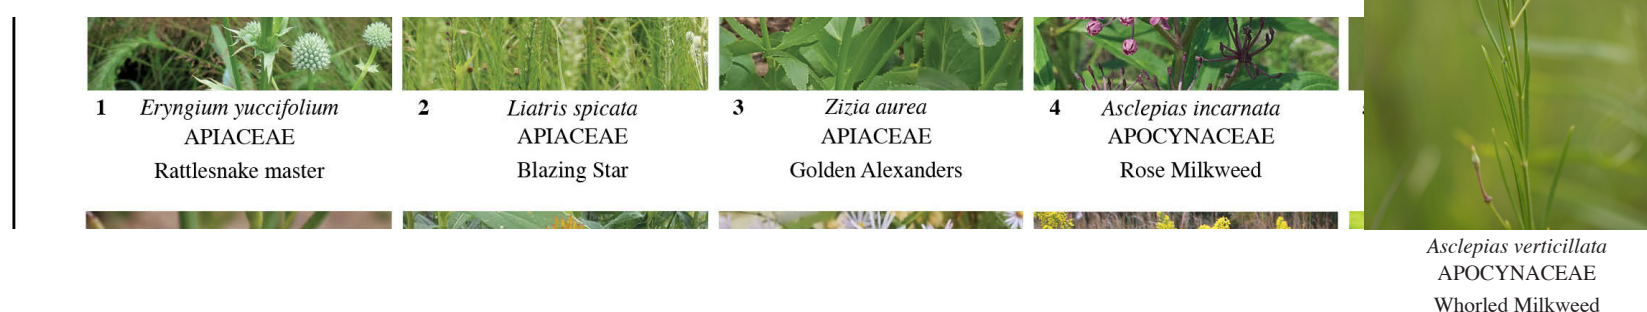 1 Eryngium yuccifolium
APIACEAE
Rattlesnake master
2 Liatris spicata
APIACEAE
Blazing Star
3 Zizia aurea
APIACEAE
Golden Alexanders
4 Asclepias incarnata
APOCYNACEAE
Rose Milkweed
Asclepias verticillata
APOCYNACEAE
Whorled Milkweed